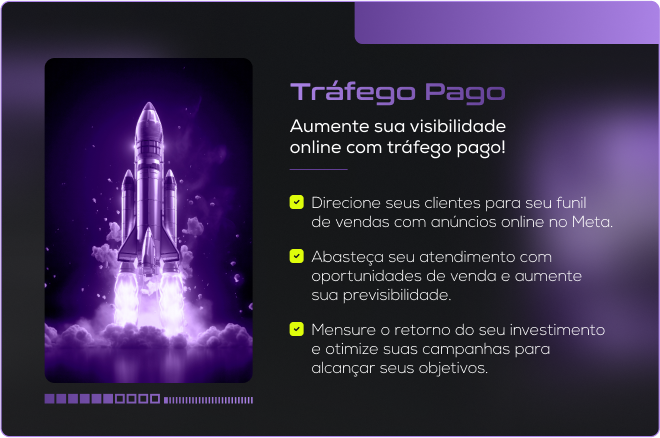 Tráfego Pago
Aumente sua visibilidade
online com tráfego pago!
Direcione seus clientes para seu funil
de vendas com anúncios online no Meta.
Abasteça seu atendimento com
oportunidades de venda e aumente
sua previsibilidade.
Mensure o retorno do seu investimento
e otimize suas campanhas para
alcançar seus objetivos.